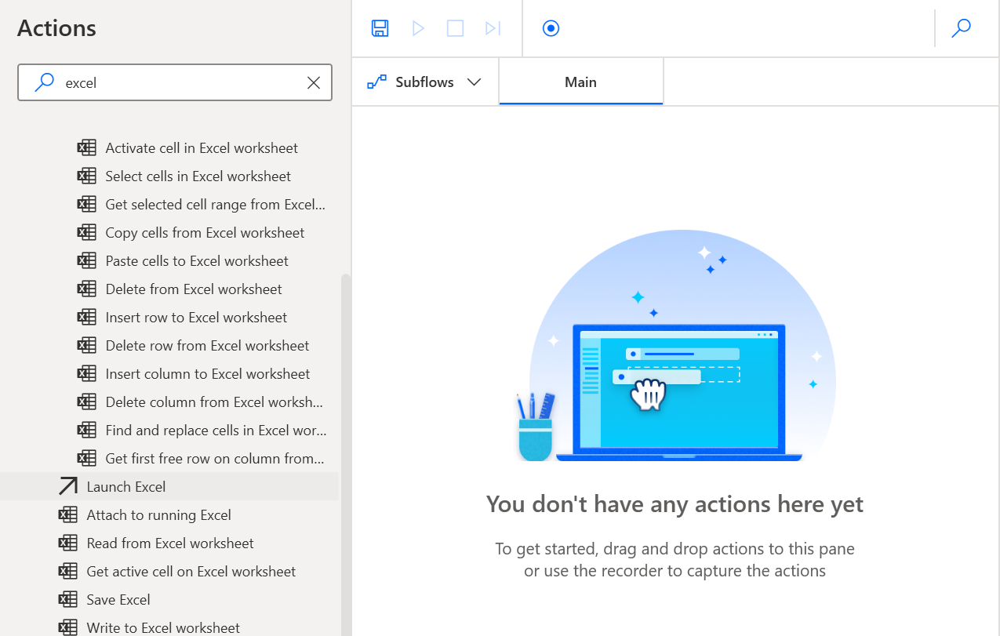 Actions
excel
Activate cell in Excel worksheet
Select cells in Excel worksheet
Get selected cell range from Excel...
Copy cells from Excel worksheet
Paste cells to Excel worksheet
Delete from Excel worksheet
Insert row to Excel worksheet
Delete row from Excel worksheet
Insert column to Excel worksheet
Delete column from Excel worksh...
Find and replace cells in Excel wor...
Get first free row on column from...
Launch Excel
Attach to running Excel
Read from Excel worksheet
Get active cell on Excel worksheet
Save Excel
Write to Excel worksheet
Subflows
Main
You don't have any actions here yet
To get started, drag and drop actions to this pane
or use the recorder to capture the actions